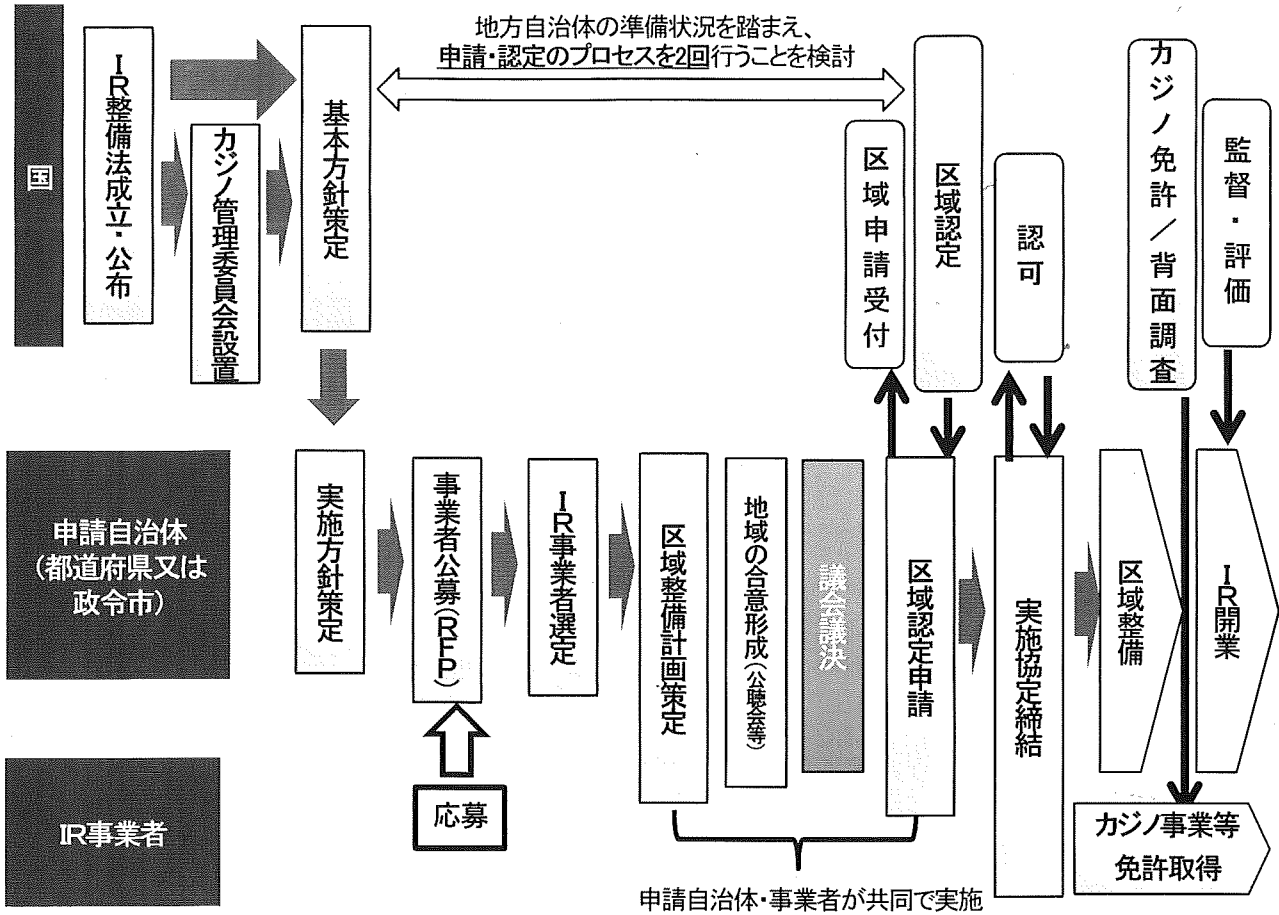 地方自治体の準備状況を踏まえ、
申請・認定のプロセスを2回行うことを検討
国
IR整備法成立・公布
カジノ管理委員会設置
基本方針策定
区域申請受付
区域認定
認可
カジノ免許/背面調査
監督・評価
申請自治体
(都道府県又は
政令市)
実施方針策定
事業者公募(RFP)
IR事業者選定
区域整備計画策定
地域の合意形成(公聴会等)
議会議決
区域認定申請
実施協定締結
区域整備
IR開業
IR事業者
応募
カジノ事業等
免許取得
申請自治体・事業者が共同で実施